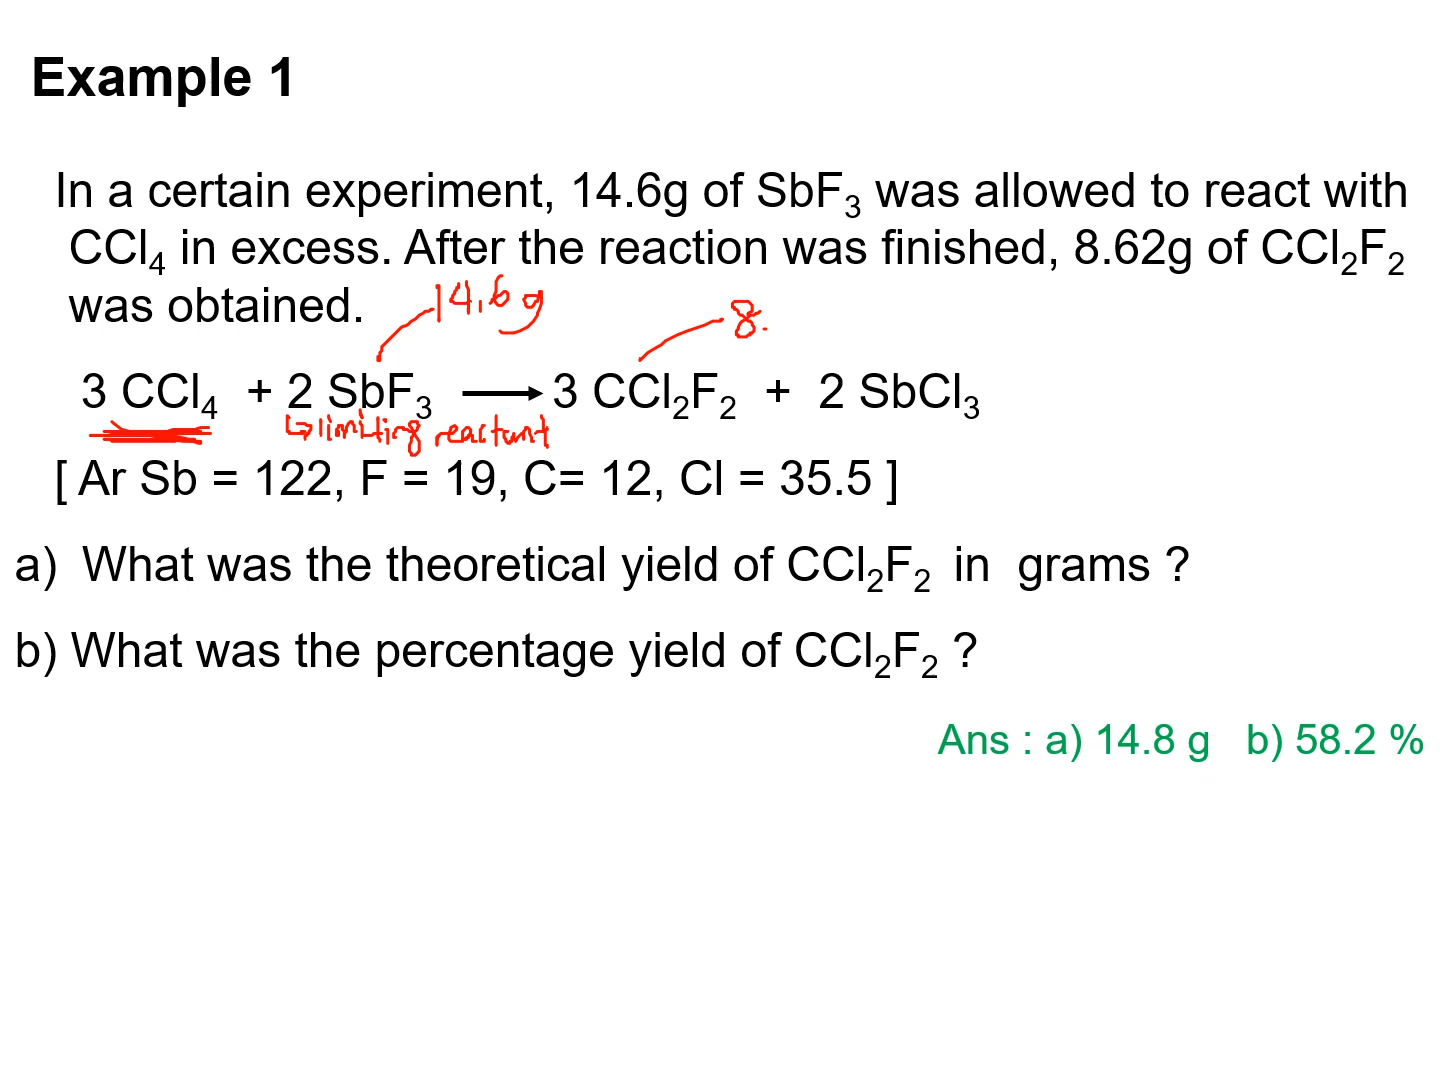 Example 1
In a certain experiment, 14.6g of SbF₃ was allowed to react with
CCl₄ in excess. After the reaction was finished, 8.62g of CCl₂F₂
was obtained.
14.6g
8.
3 CCl₄ + 2 SbF₃ → 3 CCl₂F₂ + 2 SbCl₃
↳limiting reactant
[ Ar Sb = 122, F = 19, C= 12, Cl = 35.5 ]
a) What was the theoretical yield of CCl₂F₂ in grams ?
b) What was the percentage yield of CCl₂F₂ ?
Ans : a) 14.8 g b) 58.2 %